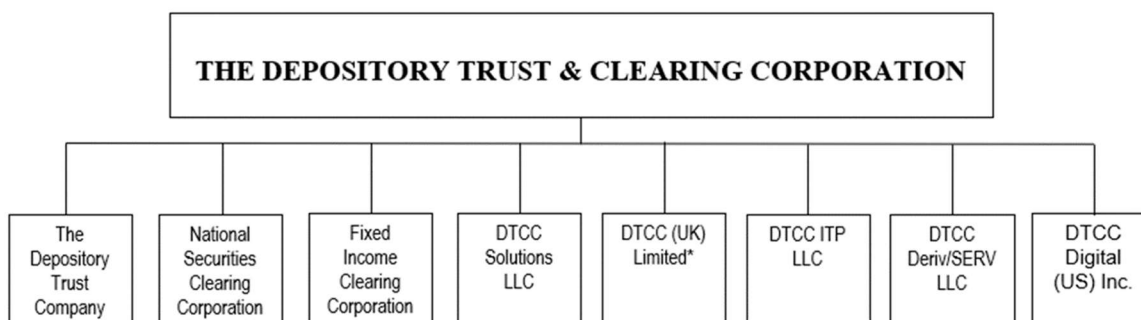 THE DEPOSITORY TRUST & CLEARING CORPORATION
The
Depository
Trust
Company
National
Securities
Clearing
Corporation
Fixed
Income
Clearing
Corporation
DTCC
Solutions
LLC
DTCC (UK)
Limited*
DTCC ITP
LLC
DTCC
Deriv/SERV
LLC
DTCC
Digital
(US) Inc.